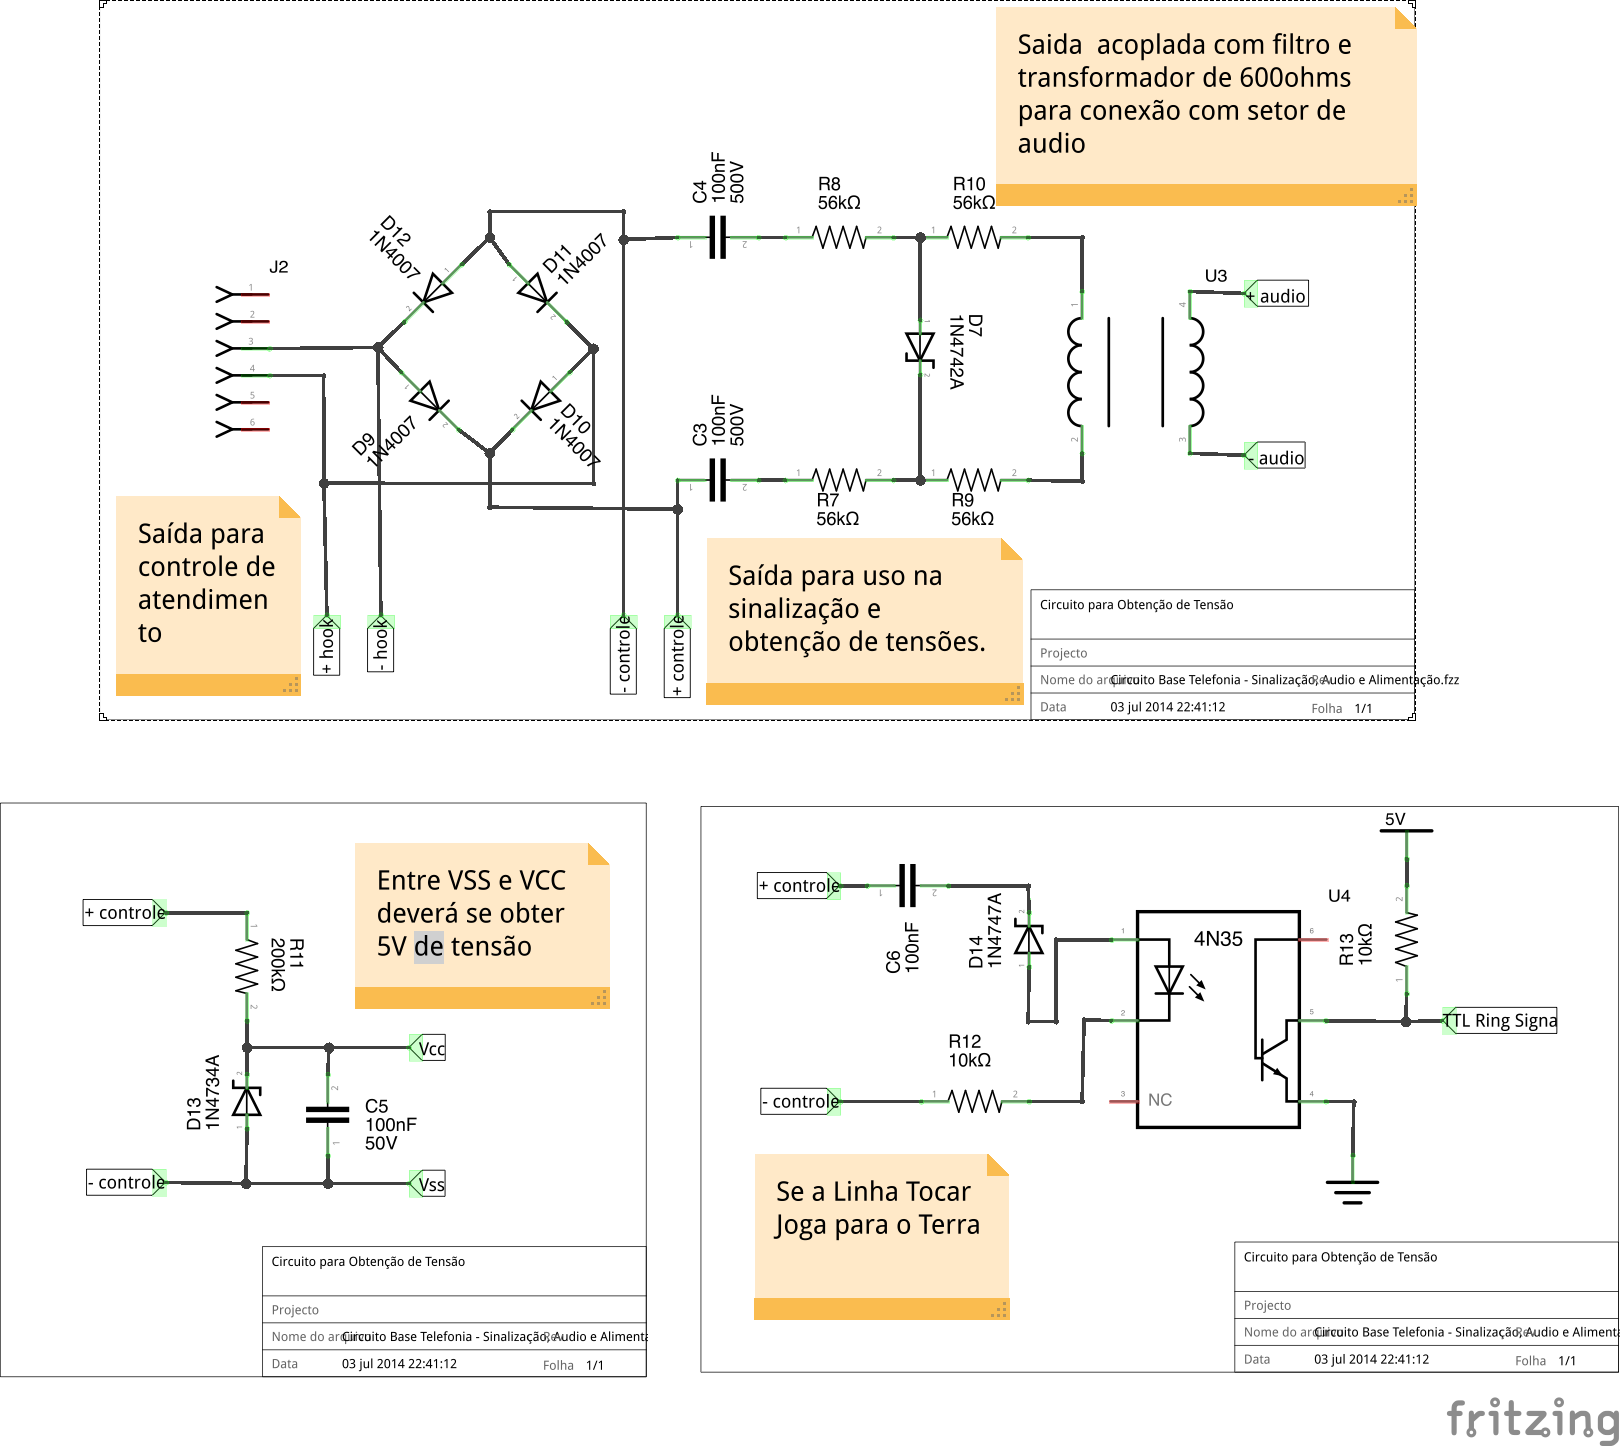 Saida  acoplada com filtro e
transformador de 600ohms
para conexão com setor de
audio
C4
100nF
500V
R8
56kΩ
R10
56kΩ
D12
1N4007
D11
1N4007
J2
1
2
3
4
5
6
U3
+ audio
- audio
D7
1N4742A
D9
1N4007
D10
1N4007
C3
100nF
500V
R7
56kΩ
R9
56kΩ
Saída para
controle de
atendimen
to
+ hook
- hook
- controle
+ controle
Saída para uso na
sinalização e
obtenção de tensões.
Circuito para Obtenção de Tensão
Projecto
Nome do arquivo Circuito Base Telefonia - Sinalização, Audio e Alimentação.fzz
Data 03 jul 2014 22:41:12 Folha 1/1
+ controle
R11
200kΩ
Entre VSS e VCC
deverá se obter
5V de tensão
Vcc
D13
1N4734A
C5
100nF
50V
- controle
Vss
Circuito para Obtenção de Tensão
Projecto
Nome do arquivo Circuito Base Telefonia - Sinalização, Audio e Alimenta
Data 03 jul 2014 22:41:12 Folha 1/1
5V
+ controle
C6
100nF
D14
1N4747A
U4
4N35
R13
10kΩ
TTL Ring Signa
R12
10kΩ
- controle
NC
Se a Linha Tocar
Joga para o Terra
Circuito para Obtenção de Tensão
Projecto
Nome do arquivo Circuito Base Telefonia - Sinalização, Audio e Aliment
Data 03 jul 2014 22:41:12 Folha 1/1
fritzing